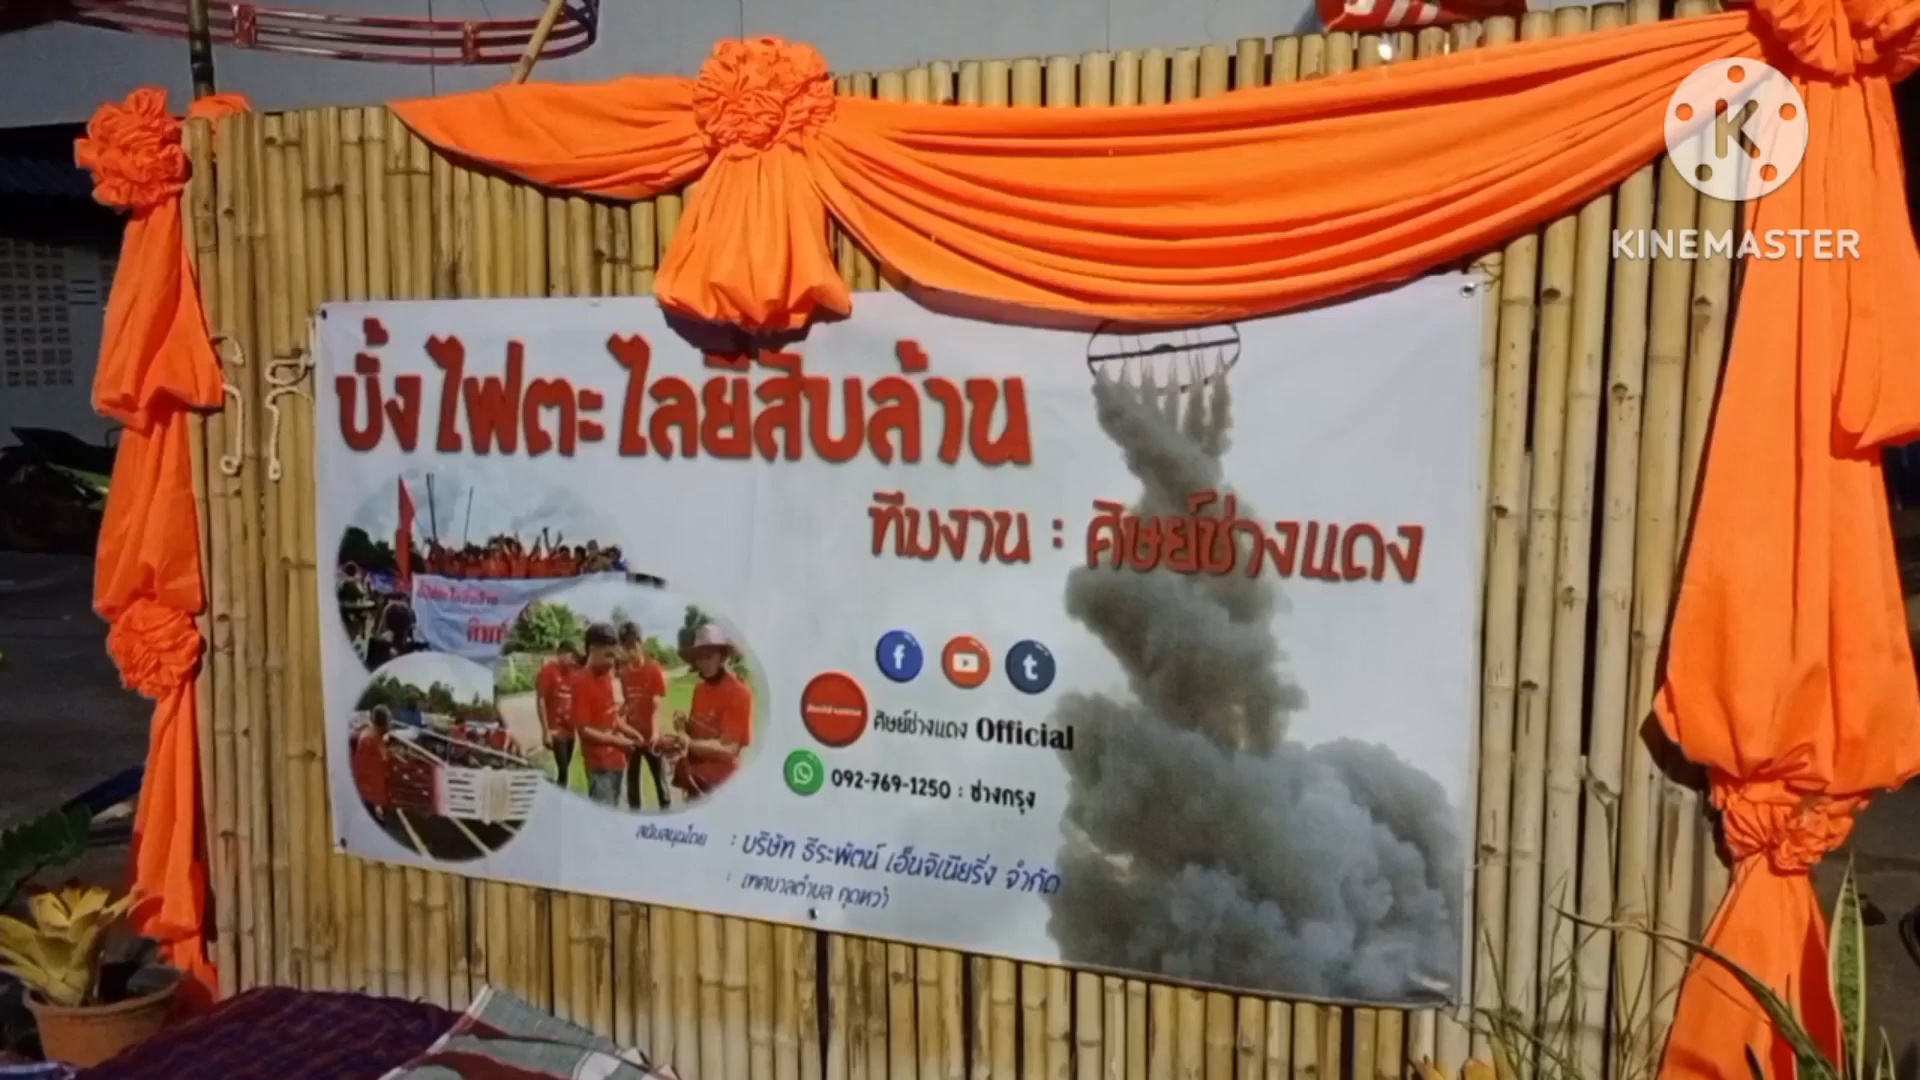 KINEMASTER
บั้งไฟตะไลยี่สิบล้าน
ทีมงาน : ศิษย์ช่างแดง
ศิษย์ช่างแดง Official
092-769-1250 : ช่างกรุง
สนับสนุนโดย : บริษัท ธีระพัฒน์ เอ็นจิเนียริ่ง จำกัด
: เทศบาลตำบล กุดหว้า